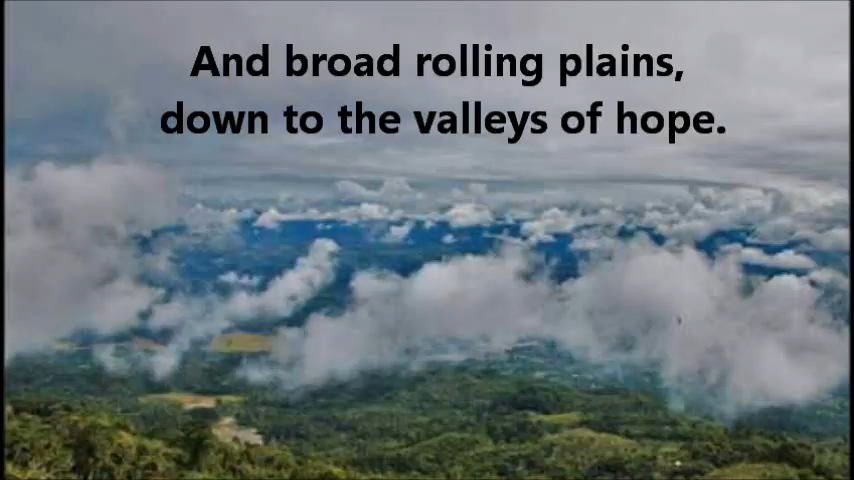 And broad rolling plains,
down to the valleys of hope.